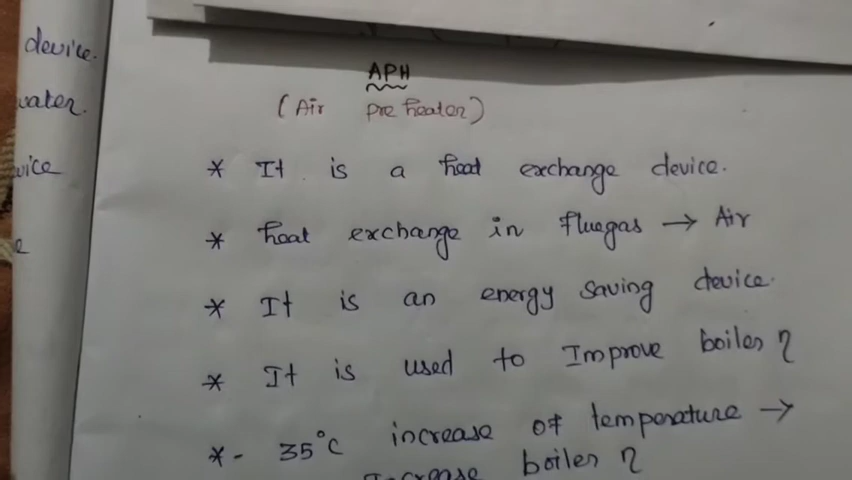 device.
water.
APH
(Air Pre heater)
* It is a heat exchange device.
* heat exchange in fluegas → Air
* It is an energy saving device.
* It is used to Improve boiler η
* - 35°C increase of temperature →
Increase boiler η